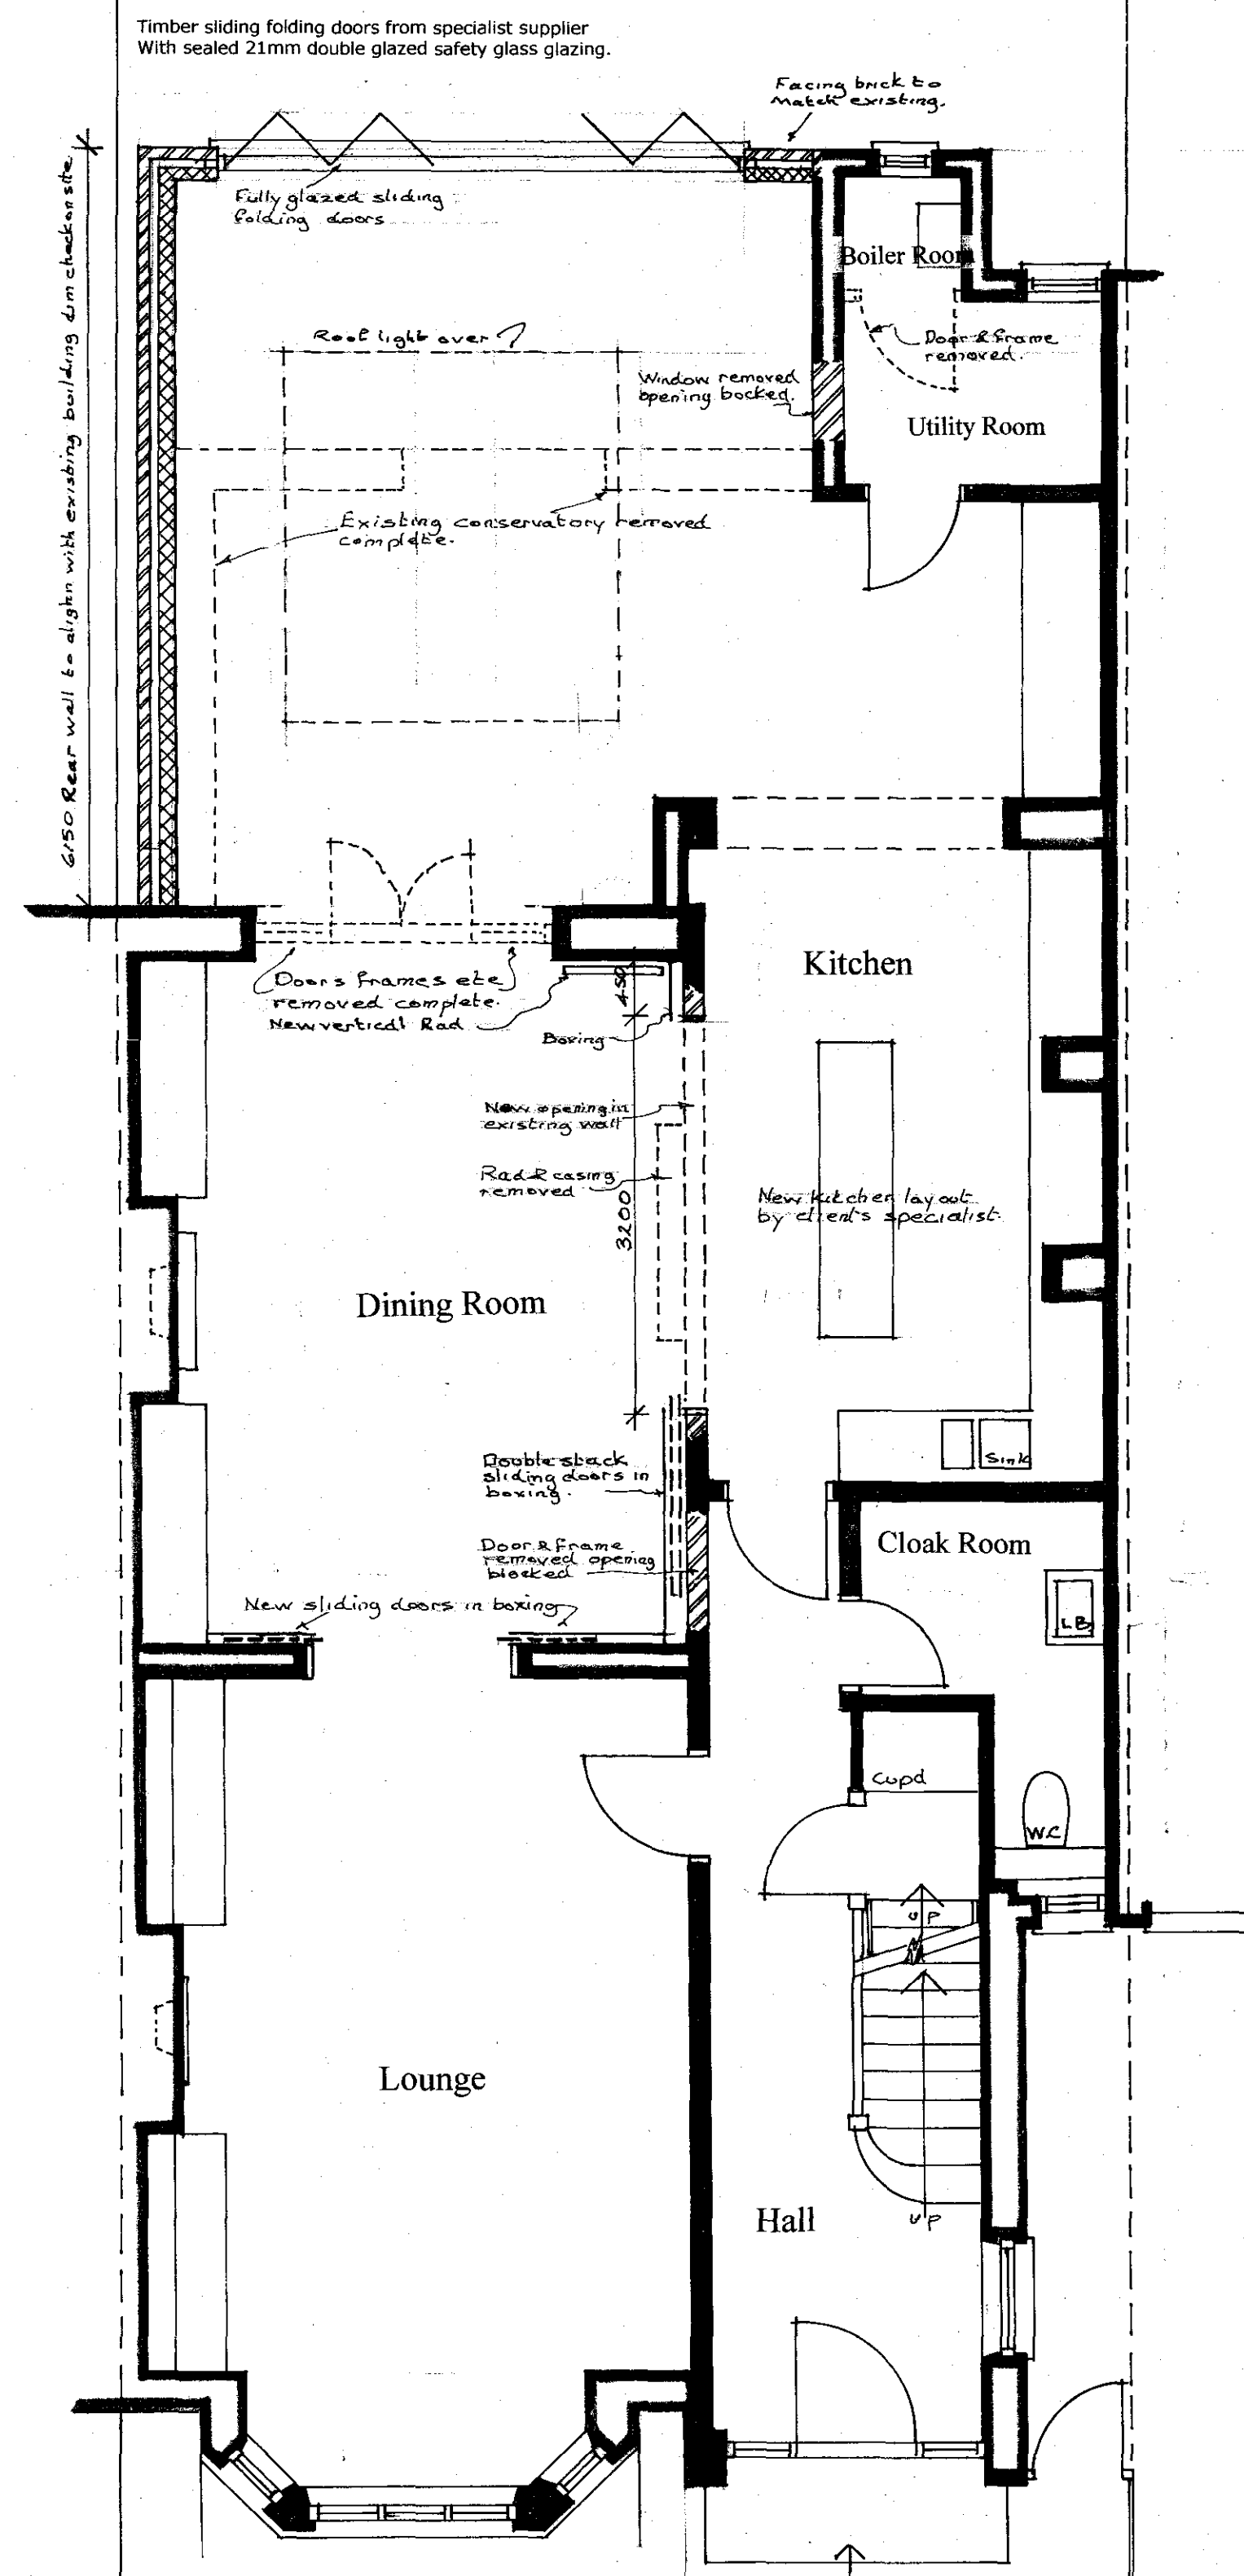 Timber sliding folding doors from specialist supplier
With sealed 21mm double glazed safety glass glazing.
Facing brick to
Match existing.
Fully glazed sliding
folding doors
Boiler Room
Roof light over
Door & frame
removed.
Window removed
opening bocked.
Utility Room
Existing conservatory removed
complete.
6150 Rear wall to alighn with existing building dim check on site
Kitchen
Doors frames etc
removed complete.
New vertical Rad
450
Boxing
New opening in
existing wall
Rad & casing
removed
3200
New kitchen layout
by client's specialist
Dining Room
Double stack
sliding doors in
boxing.
Sink
Door & frame
removed opening
blocked
Cloak Room
New sliding doors in boxing
L.B.
Cupd
W.C
UP
Lounge
Hall
UP